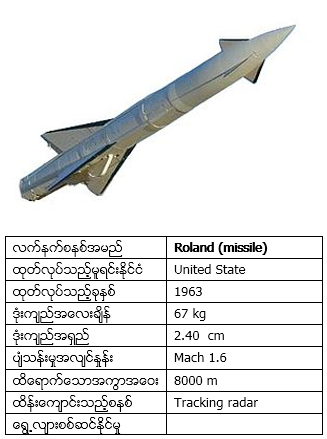 လက်နက်စနစ်အမည် Roland (missile)
ထုတ်လုပ်သည့်မူရင်းနိုင်ငံ United State
ထုတ်လုပ်သည့်ခုနှစ် 1963
ဒုံးကျည်အလေးချိန် 67 kg
ဒုံးကျည်အရှည် 2.40 cm
ပျံသန်းမှုအလျင်နှုန်း Mach 1.6
ထိရောက်သောအကွာအဝေး 8000 m
ထိန်းကျောင်းသည့်စနစ် Tracking radar
ရွေ့လျားစစ်ဆင်နိုင်မှု